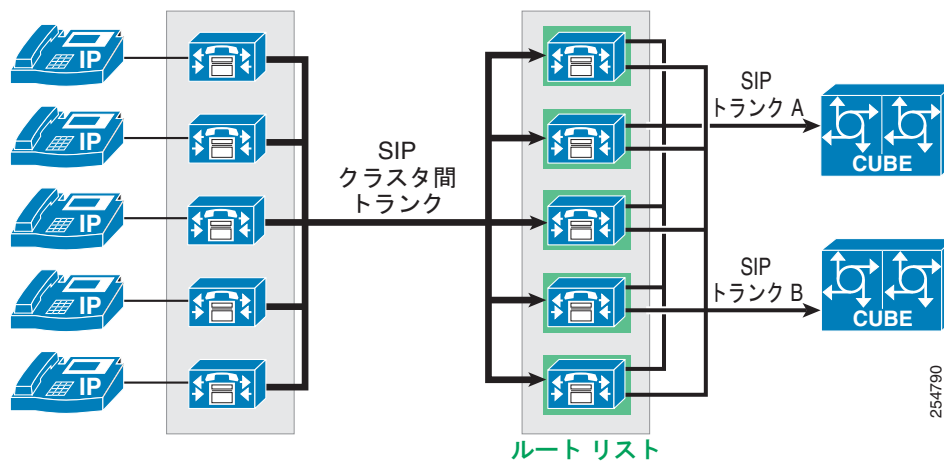 IP
IP
IP
IP
IP
SIP
クラスタ間
トランク
SIP
トランク A
CUBE
SIP
トランク B
CUBE
ルート リスト
254790